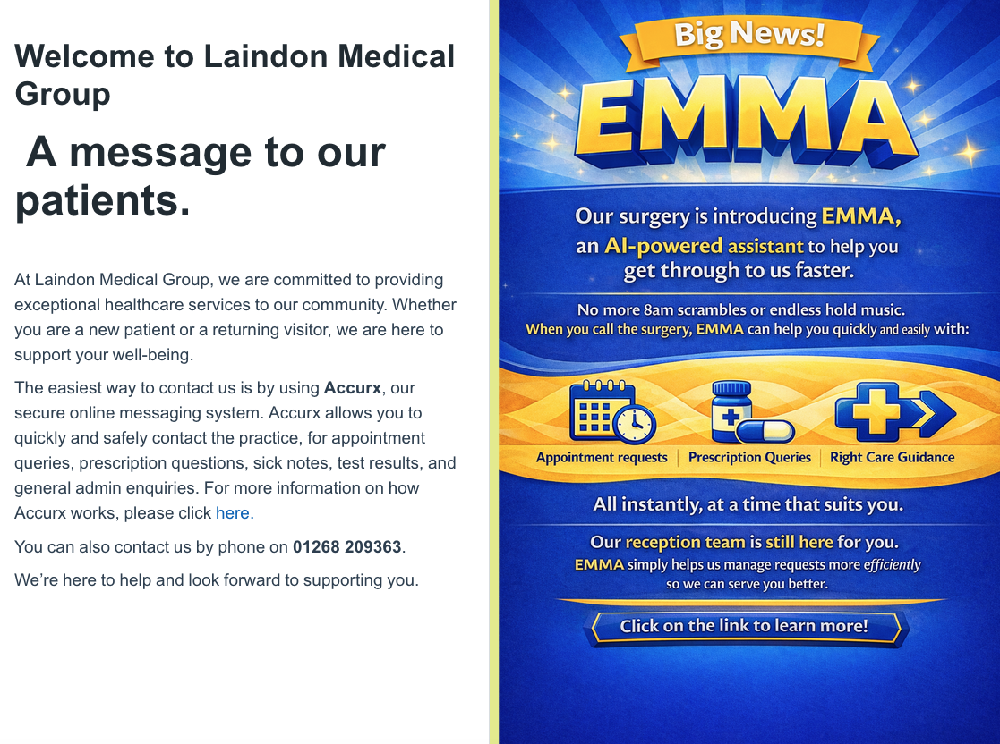 Welcome to Laindon Medical
Group
A message to our
patients.
At Laindon Medical Group, we are committed to providing
exceptional healthcare services to our community. Whether
you are a new patient or a returning visitor, we are here to
support your well-being.
The easiest way to contact us is by using Accurx, our
secure online messaging system. Accurx allows you to
quickly and safely contact the practice, for appointment
queries, prescription questions, sick notes, test results, and
general admin enquiries. For more information on how
Accurx works, please click here.
You can also contact us by phone on 01268 209363.
We’re here to help and look forward to supporting you.
Big News!
EMMA
Our surgery is introducing EMMA,
an AI-powered assistant to help you
get through to us faster.
No more 8am scrambles or endless hold music.
When you call the surgery, EMMA can help you quickly and easily with:
Appointment requests
Prescription Queries
Right Care Guidance
All instantly, at a time that suits you.
Our reception team is still here for you.
EMMA simply helps us manage requests more efficiently
so we can serve you better.
Click on the link to learn more!